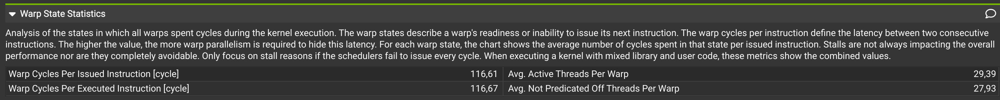 Warp State Statistics
Analysis of the states in which all warps spent cycles during the kernel execution. The warp states describe a warp's readiness or inability to issue its next instruction. The warp cycles per instruction define the latency between two consecutive
instructions. The higher the value, the more warp parallelism is required to hide this latency. For each warp state, the chart shows the average number of cycles spent in that state per issued instruction. Stalls are not always impacting the overall
performance nor are they completely avoidable. Only focus on stall reasons if the schedulers fail to issue every cycle. When executing a kernel with mixed library and user code, these metrics show the combined values.
Warp Cycles Per Issued Instruction [cycle] 116,61 Avg. Active Threads Per Warp 29,39
Warp Cycles Per Executed Instruction [cycle] 116,67 Avg. Not Predicated Off Threads Per Warp 27,93